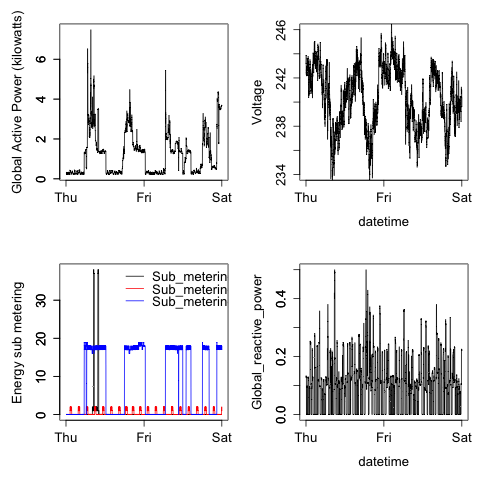 Global Active Power (kilowatts)
0 2 4 6
Thu Fri Sat
Voltage
234 238 242 246
Thu Fri Sat
datetime
Energy sub metering
0 10 20 30
Sub_meterin
Sub_meterin
Sub_meterin
Thu Fri Sat
Global_reactive_power
0.0 0.2 0.4
Thu Fri Sat
datetime